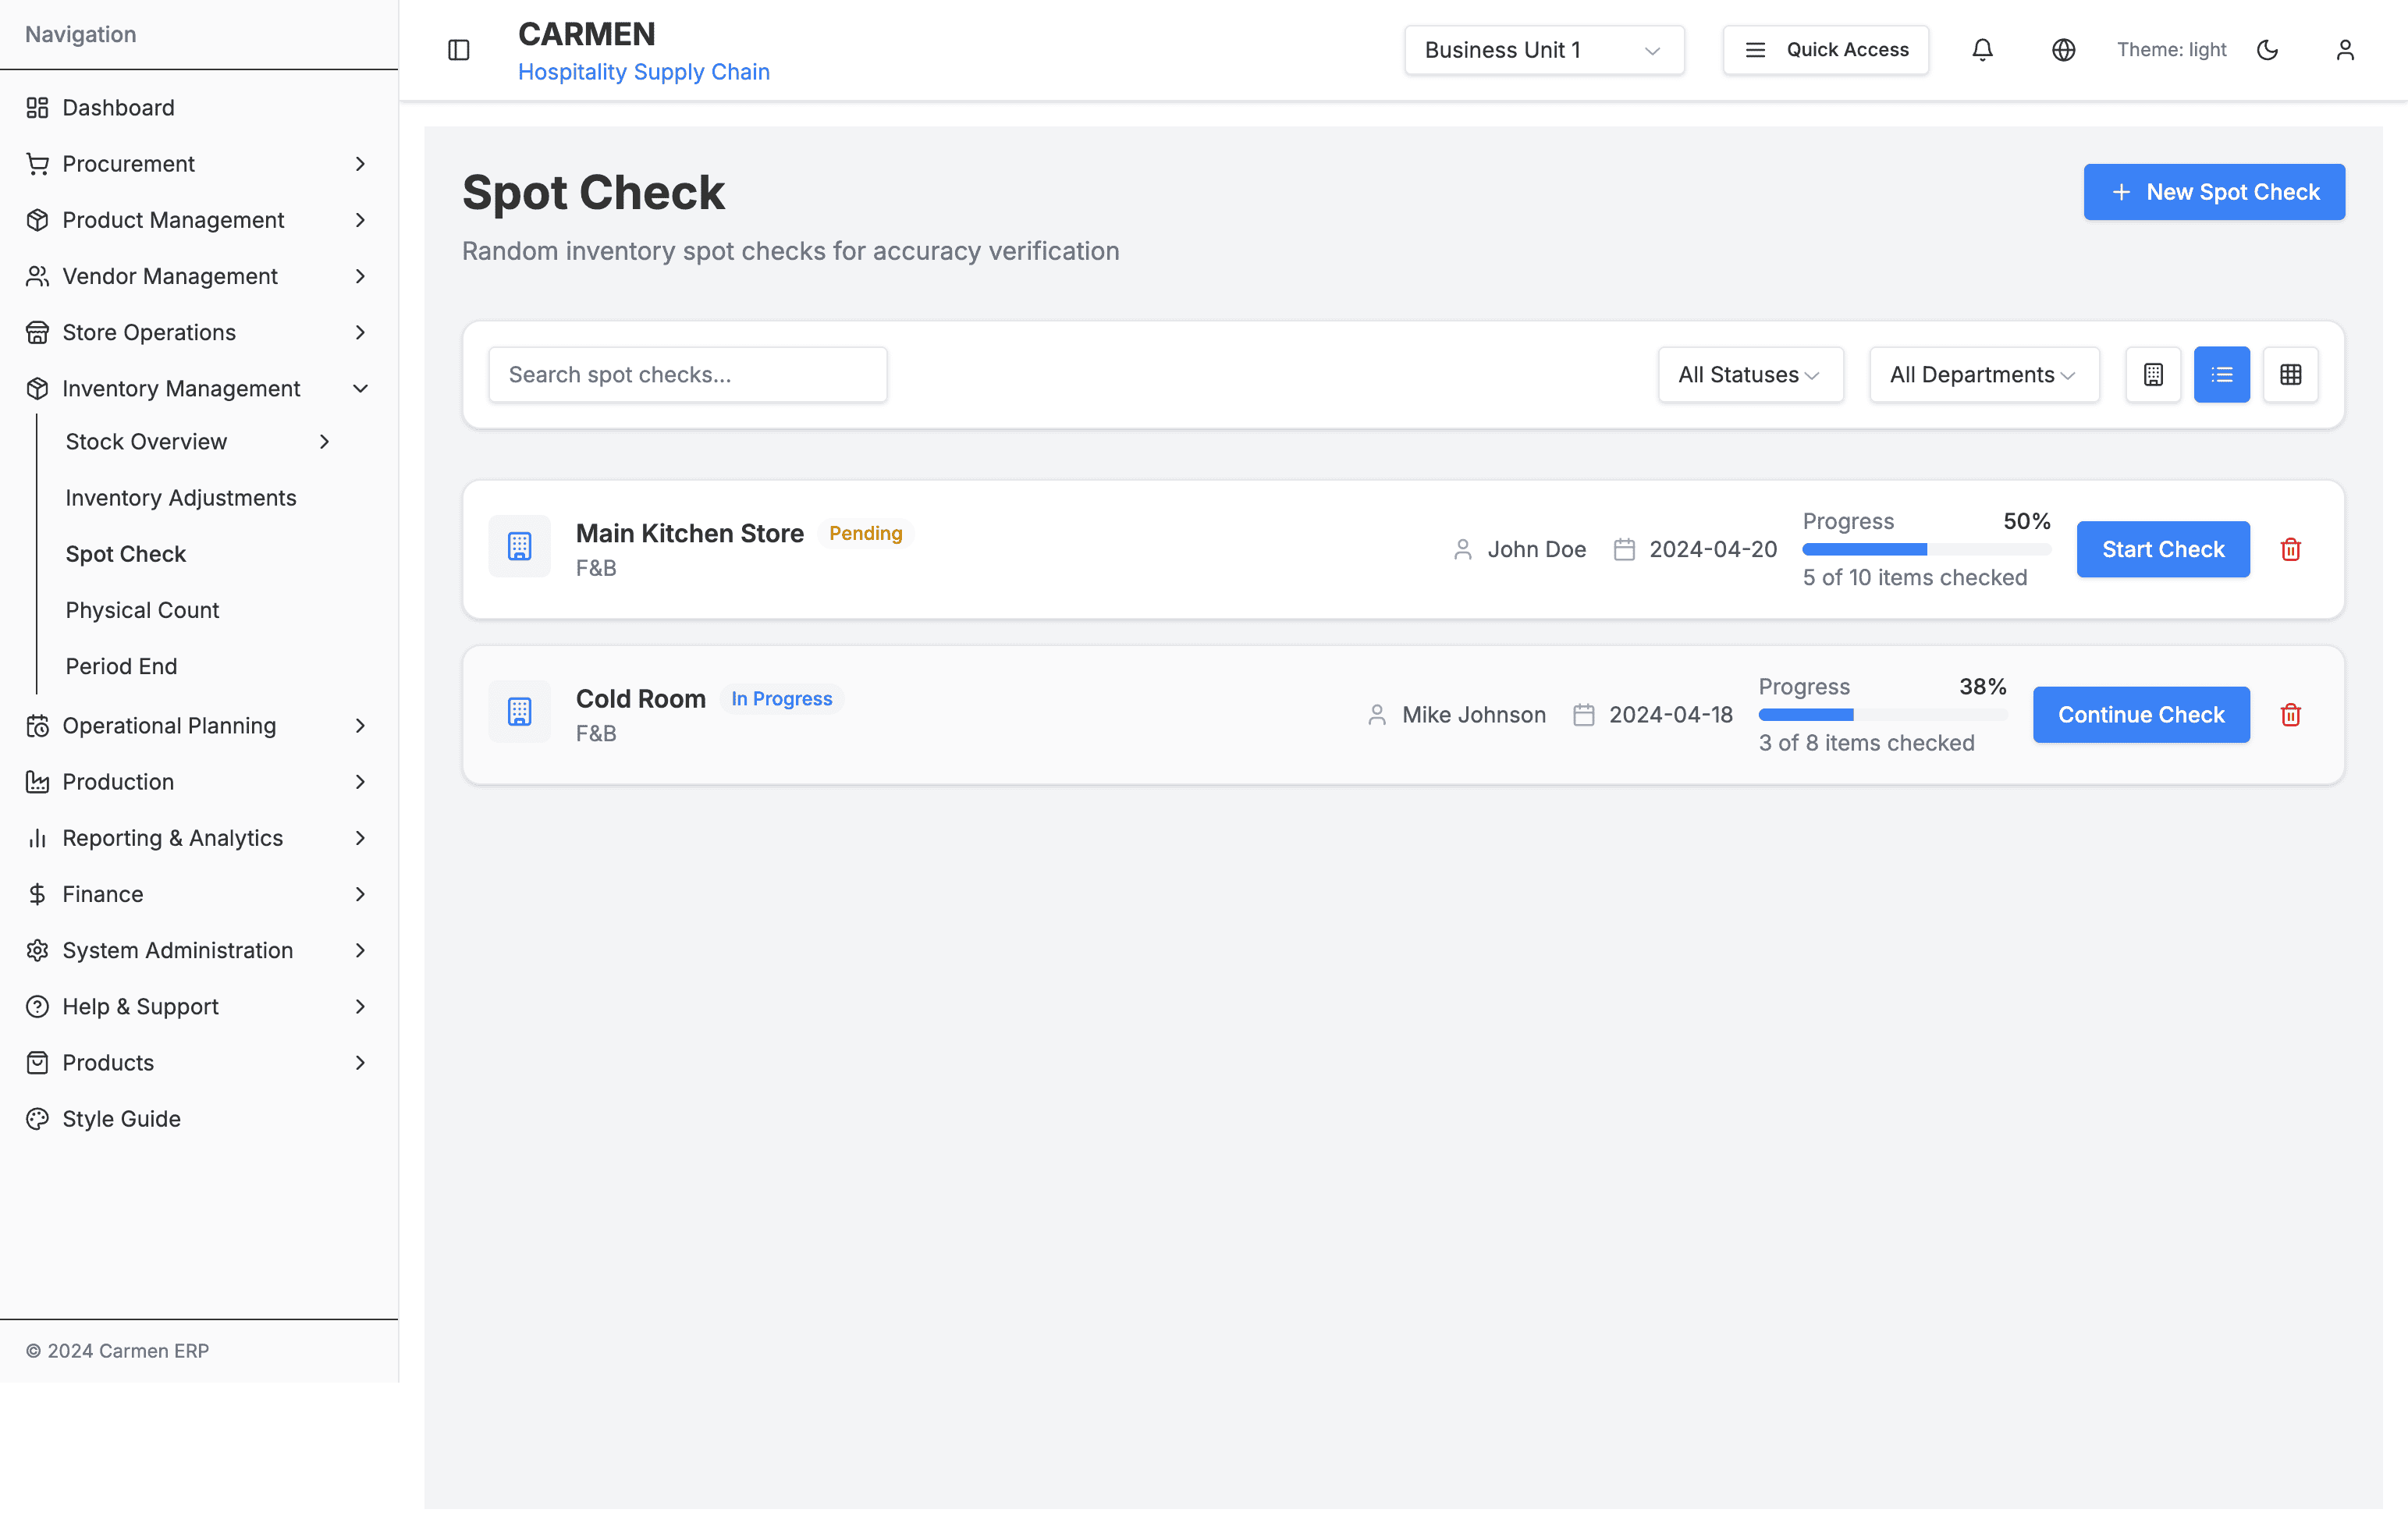 Navigation
Dashboard
Procurement
Product Management
Vendor Management
Store Operations
Inventory Management
Stock Overview
Inventory Adjustments
Spot Check
Physical Count
Period End
Operational Planning
Production
Reporting & Analytics
Finance
System Administration
Help & Support
Products
Style Guide
© 2024 Carmen ERP
CARMEN
Hospitality Supply Chain
Business Unit 1
Quick Access
Theme: light
Spot Check
Random inventory spot checks for accuracy verification
New Spot Check
Search spot checks...
All Statuses
All Departments
Main Kitchen Store
Pending
F&B
John Doe
2024-04-20
Progress 50%
5 of 10 items checked
Start Check
Cold Room
In Progress
F&B
Mike Johnson
2024-04-18
Progress 38%
3 of 8 items checked
Continue Check